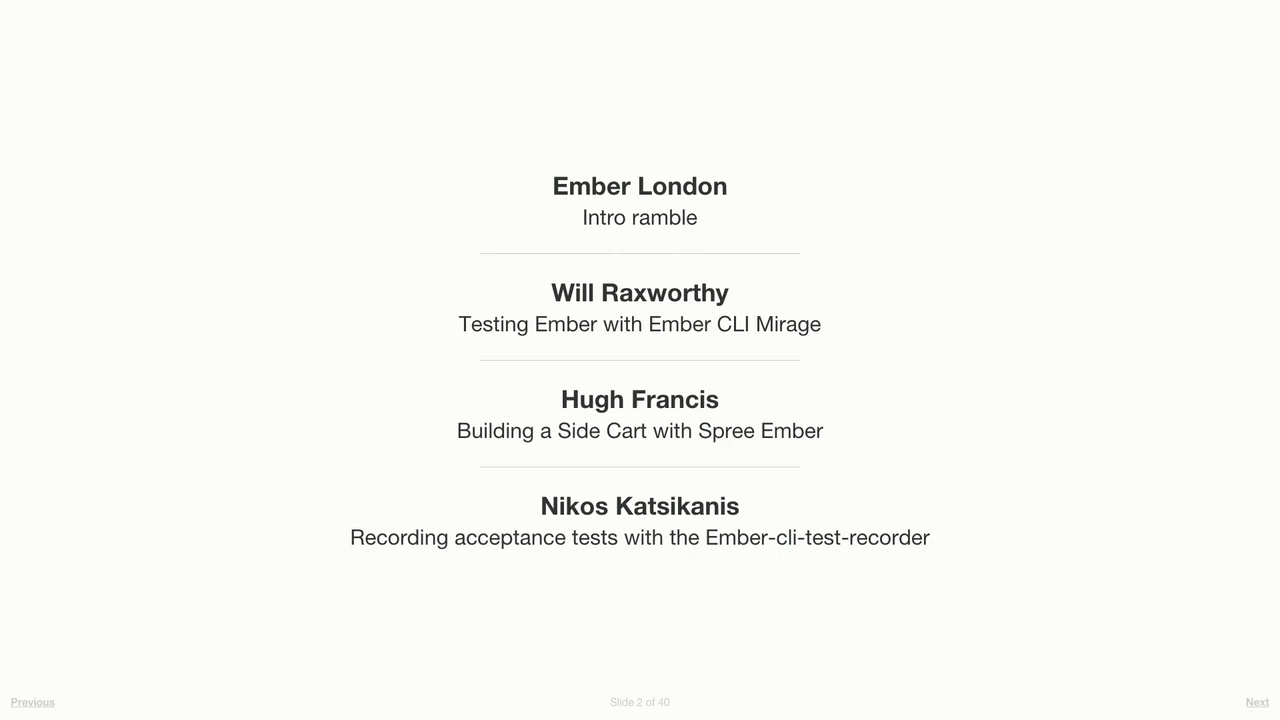 Ember London
Intro ramble
Will Raxworthy
Testing Ember with Ember CLI Mirage
Hugh Francis
Building a Side Cart with Spree Ember
Nikos Katsikanis
Recording acceptance tests with the Ember-cli-test-recorder
Previous
Slide 2 of 40
Next